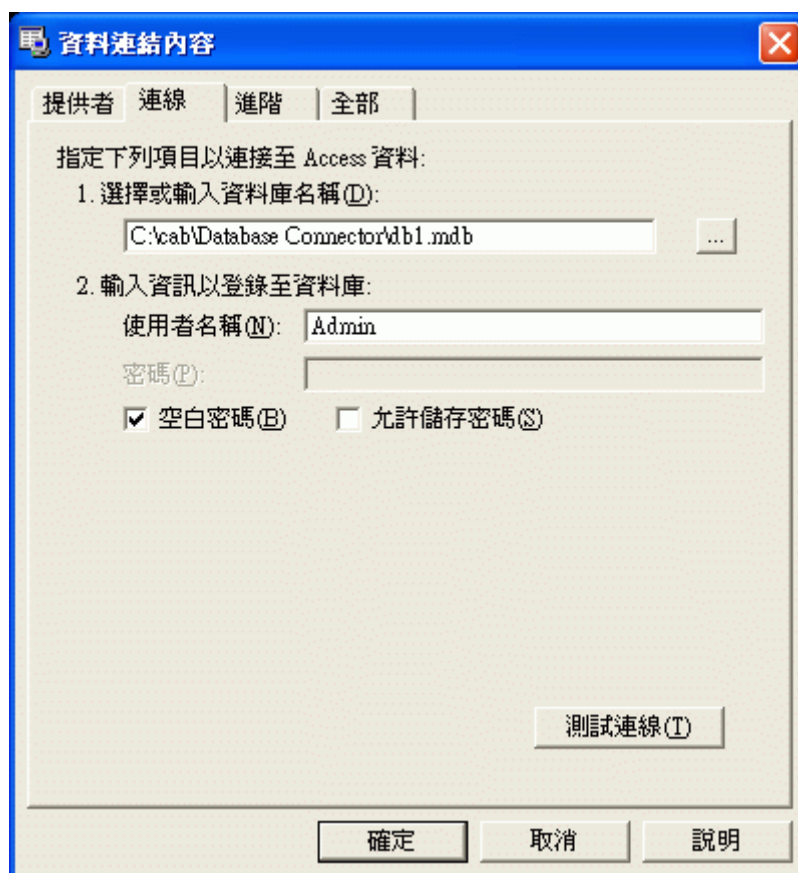 資料連結內容
提供者 連線 進階 全部
指定下列項目以連接至 Access 資料:
1. 選擇或輸入資料庫名稱(D):
C:\cab\Database Connector\db1.mdb ...
2. 輸入資訊以登錄至資料庫:
使用者名稱(N): Admin
密碼(P):
空白密碼(B) 允許儲存密碼(S)
測試連線(T)
確定 取消 說明